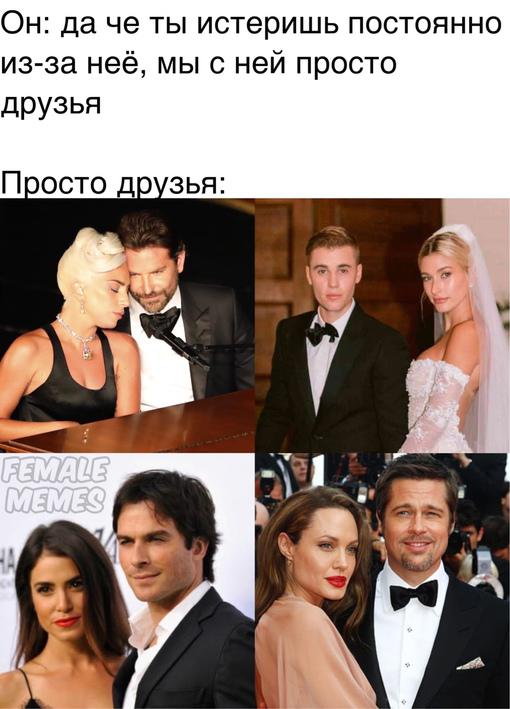 Он: да че ты истеришь постоянно
из-за неё, мы с ней просто
друзья
Просто друзья:
FEMALE
MEMES